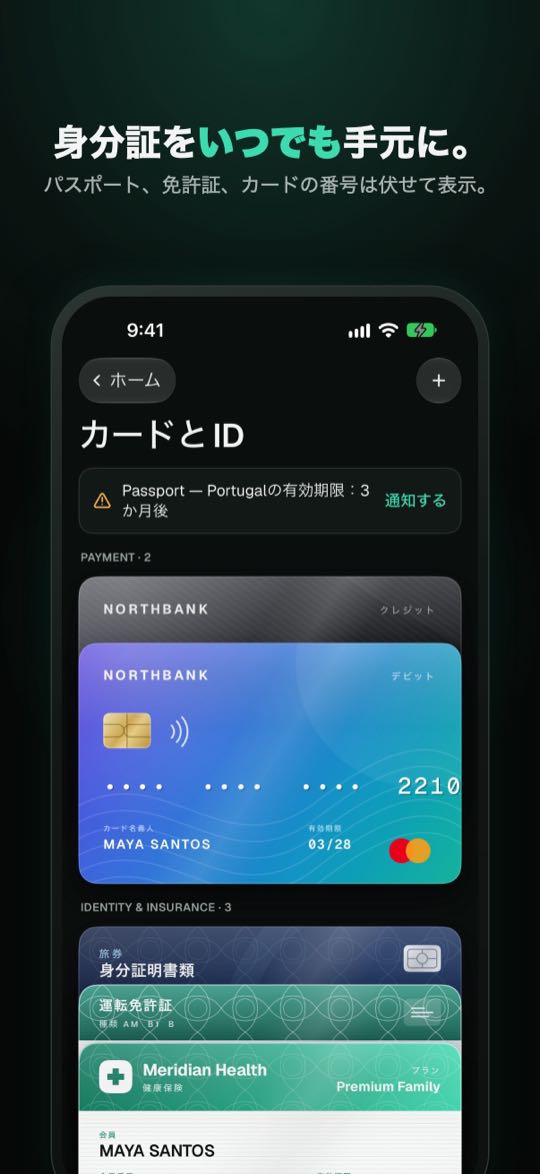 身分証をいつでも手元に。
パスポート、免許証、カードの番号は伏せて表示。
9:41
ホーム
カードとID
Passport — Portugalの有効期限：3
か月後
通知する
PAYMENT · 2
NORTHBANK
クレジット
NORTHBANK
デビット
•••• •••• •••• 2210
カード名義人
有効期限
MAYA SANTOS
03/28
IDENTITY & INSURANCE · 3
旅券
身分証明書類
運転免許証
種類 AM B1 B
Meridian Health
健康保険
プラン
Premium Family
会員
MAYA SANTOS